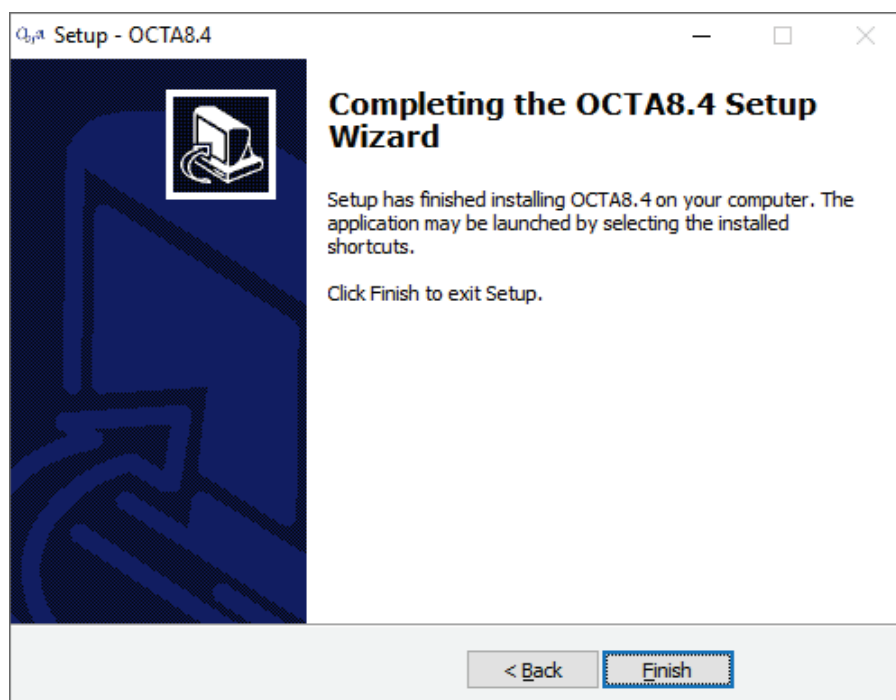 Setup - OCTA8.4
Completing the OCTA8.4 Setup
Wizard
Setup has finished installing OCTA8.4 on your computer. The
application may be launched by selecting the installed
shortcuts.
Click Finish to exit Setup.
< Back
Finish